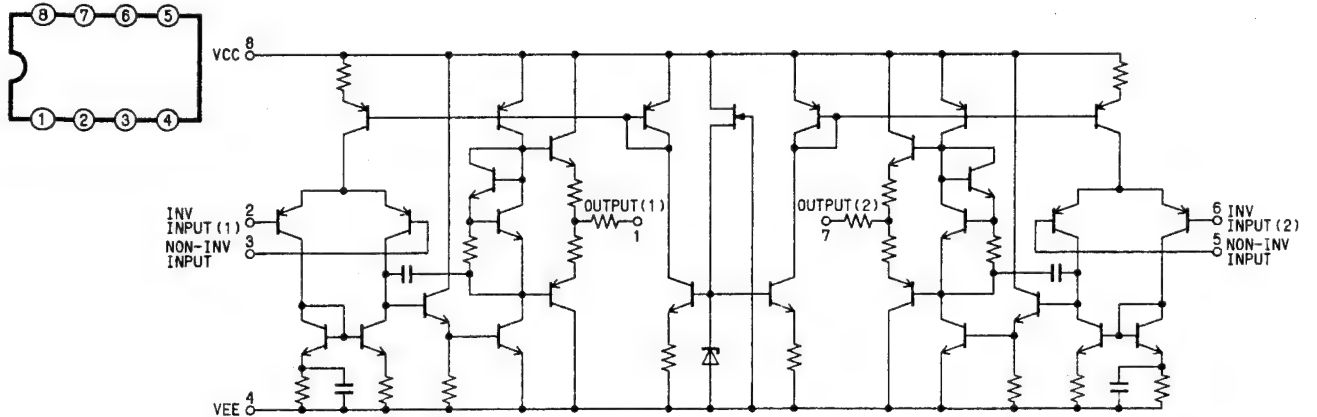 8 7 6 5
1 2 3 4
VCC 8
INV
INPUT(1) 2
NON-INV 3
INPUT
OUTPUT(1)
1
OUTPUT(2)
7
6 INV
INPUT(2)
5 NON-INV
INPUT
VEE 4